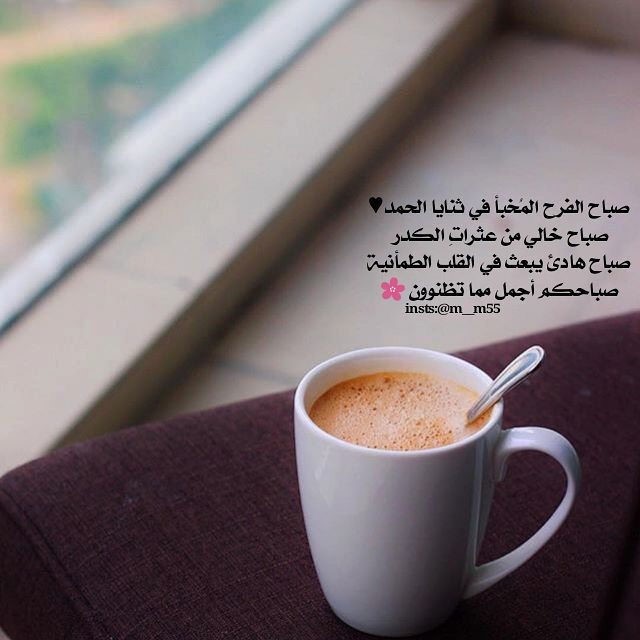 صباح الفرح المُخبأ في ثنايا الحمد♥
صباح خالي من عثرات الكدر
صباح هادئ يبعث في القلب الطمأنينة
صباحكم أجمل مما تظنوون 🌸
insts:@m__m55